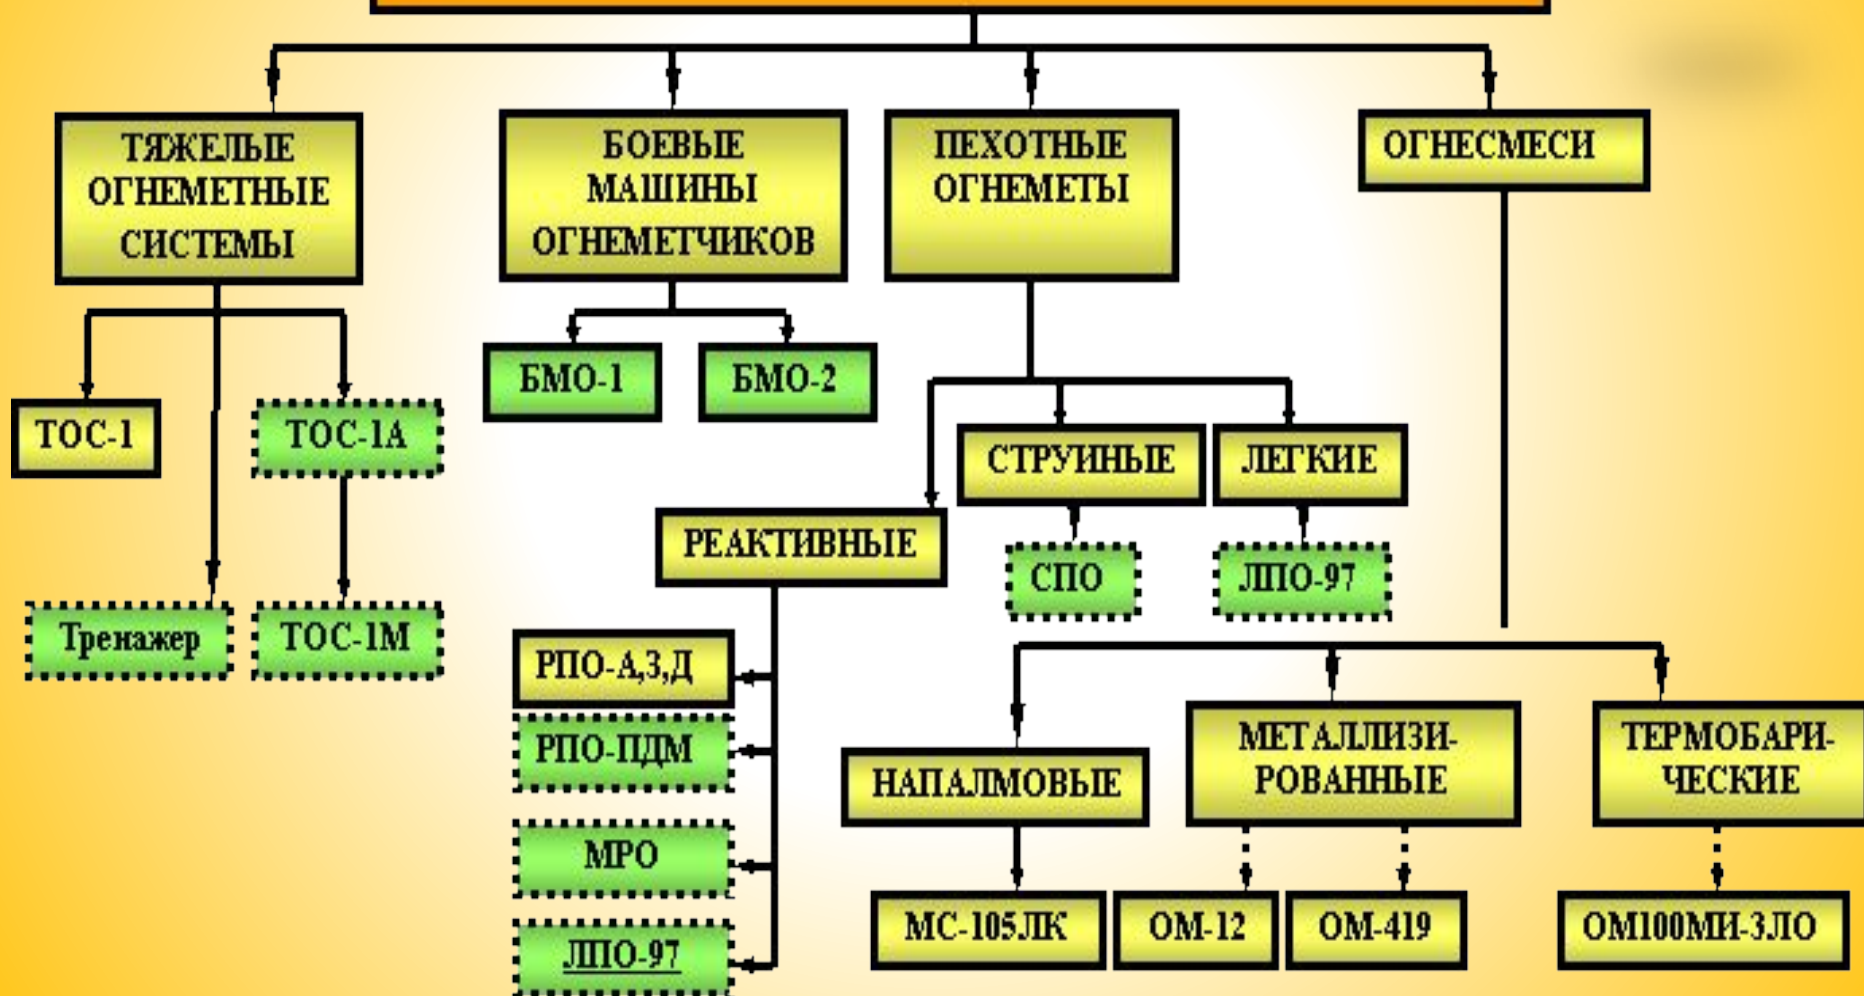 ТЯЖЕЛЫЕ
ОГНЕМЕТНЫЕ
СИСТЕМЫ
БОЕВЫЕ
МАШИНЫ
ОГНЕМЕТЧИКОВ
ПЕХОТНЫЕ
ОГНЕМЕТЫ
ОГНЕСМЕСИ
БМО-1
БМО-2
ТОС-1
ТОС-1А
СТРУИНЫЕ
ЛЕГКИЕ
РЕАКТИВНЫЕ
СПО
ЛПО-97
Тренажер
ТОС-1М
РПО-А,З,Д
РПО-ПДМ
МРО
ЛПО-97
НАПАЛМОВЫЕ
МЕТАЛЛИЗИ-
РОВАННЫЕ
ТЕРМОБАРИ-
ЧЕСКИЕ
МС-105ЛК
ОМ-12
ОМ-419
ОМ100МИ-3ЛО